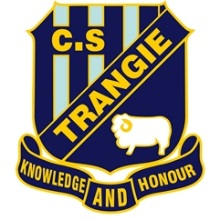 C.S
TRANGIE
KNOWLEDGE AND HONOUR